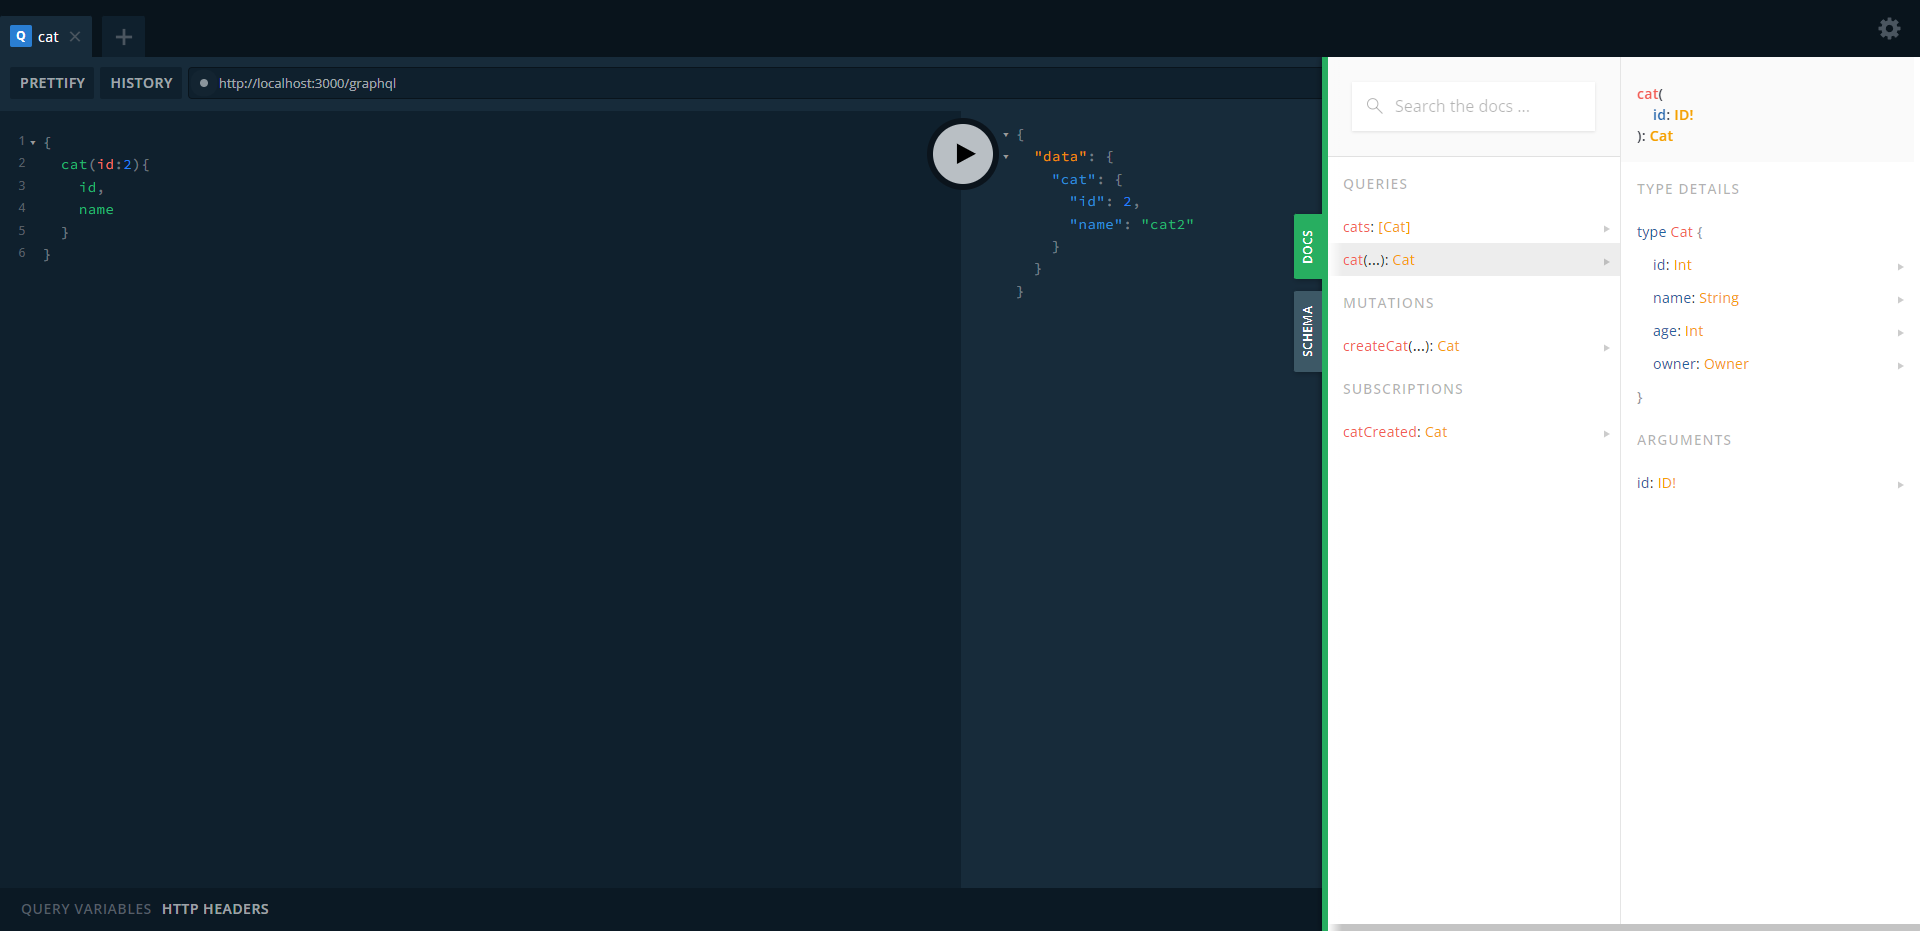 Q cat
PRETTIFY HISTORY http://localhost:3000/graphql
1 {
2 cat(id:2){
3 id,
4 name
5 }
6 }
{
"data": {
"cat": {
"id": 2,
"name": "cat2"
}
}
}
QUERY VARIABLES HTTP HEADERS
DOCS
SCHEMA
Search the docs ...
QUERIES
cats: [Cat]
cat(...): Cat
MUTATIONS
createCat(...): Cat
SUBSCRIPTIONS
catCreated: Cat
cat(
id: ID!
): Cat
TYPE DETAILS
type Cat {
id: Int
name: String
age: Int
owner: Owner
}
ARGUMENTS
id: ID!